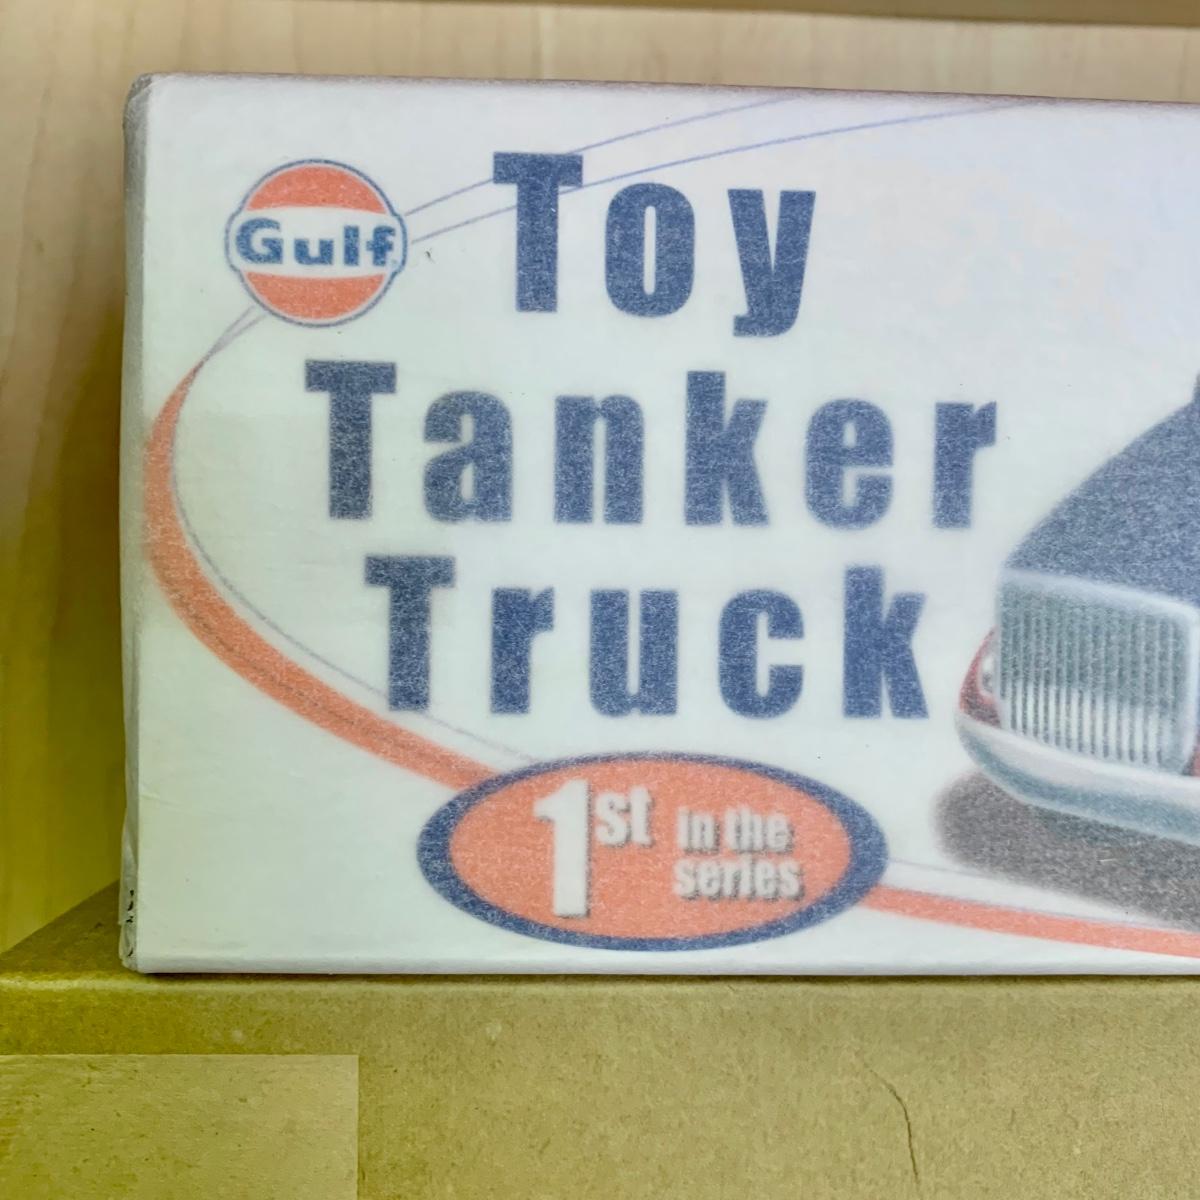 Gulf
Toy
Tanker
Truck
1st in the
series